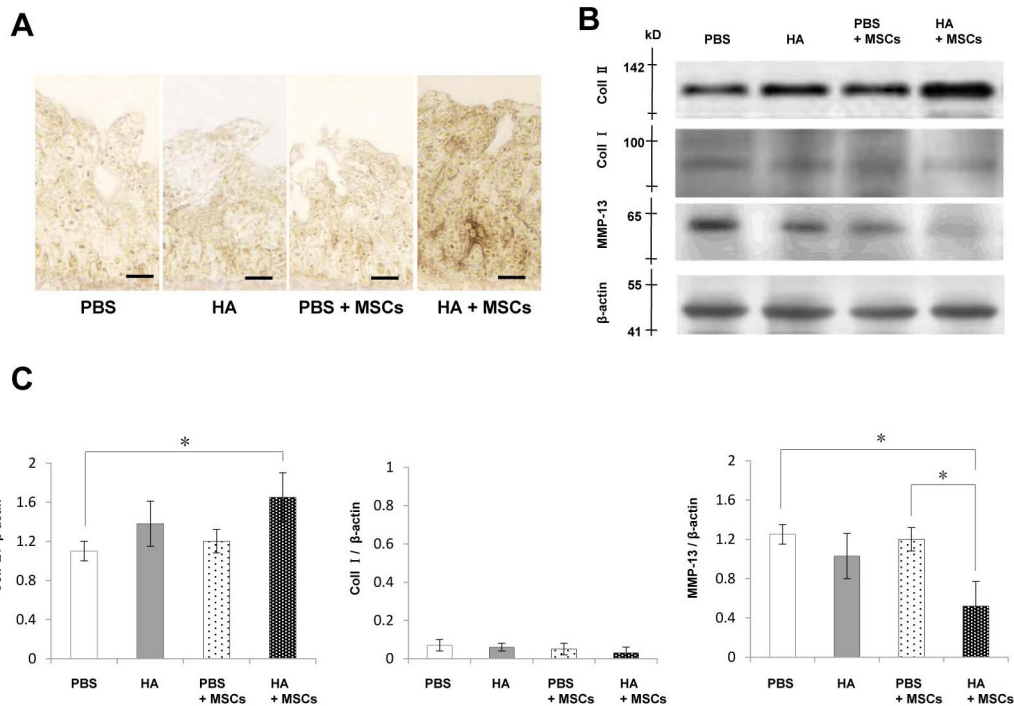 A
PBS
HA
PBS + MSCs
HA + MSCs
B
kD
PBS
HA
PBS
+ MSCs
HA
+ MSCs
Coll Ⅱ
142
Coll Ⅰ
100
MMP-13
65
β-actin
55
41
C
*
2
1.6
1.2
0.8
0.4
0
PBS
HA
PBS
+ MSCs
HA
+ MSCs
Coll Ⅰ / β-actin
1
0.8
0.6
0.4
0.2
0
PBS
HA
PBS
+ MSCs
HA
+ MSCs
MMP-13 / β-actin
*
*
2
1.6
1.2
0.8
0.4
0
PBS
HA
PBS
+ MSCs
HA
+ MSCs